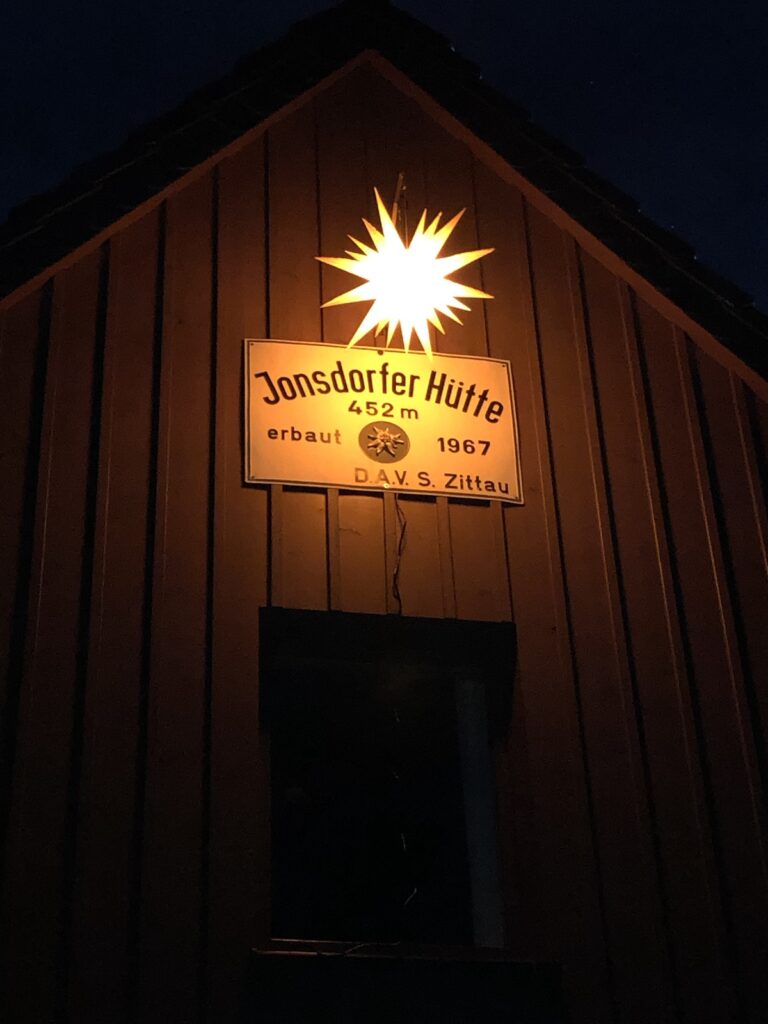 Jonsdorfer Hütte
452 m
erbaut 1967
D.A.V. S. Zittau